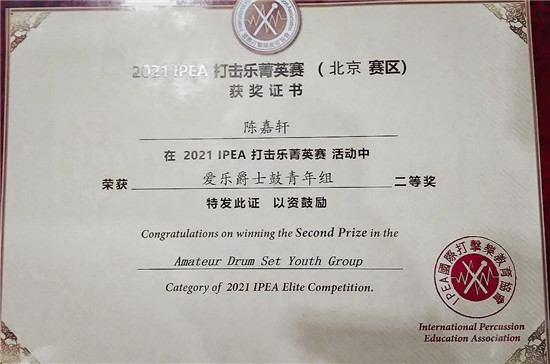 2021 IPEA 打击乐菁英赛 （北京 赛区）
获奖证书
陈嘉轩
在 2021 IPEA 打击乐菁英赛 活动中
荣获 爱乐爵士鼓青年组 二等奖
特发此证 以资鼓励
Congratulations on winning the Second Prize in the
Amateur Drum Set Youth Group
Category of 2021 IPEA Elite Competition.
IPEA國際打擊樂教育協會
International Percussion
Education Association